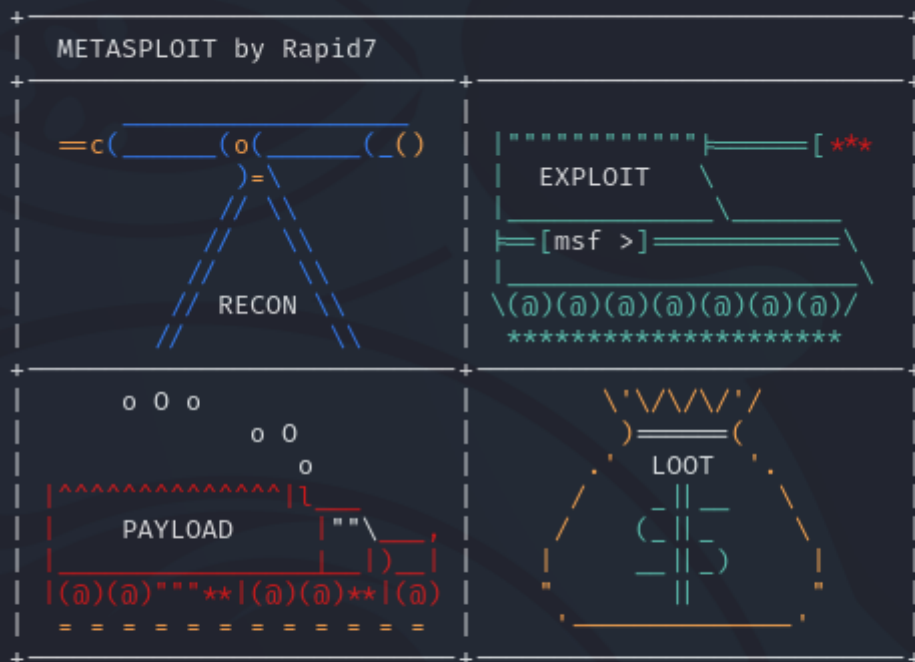 METASPLOIT by Rapid7
RECON
EXPLOIT
[msf >]
PAYLOAD
LOOT